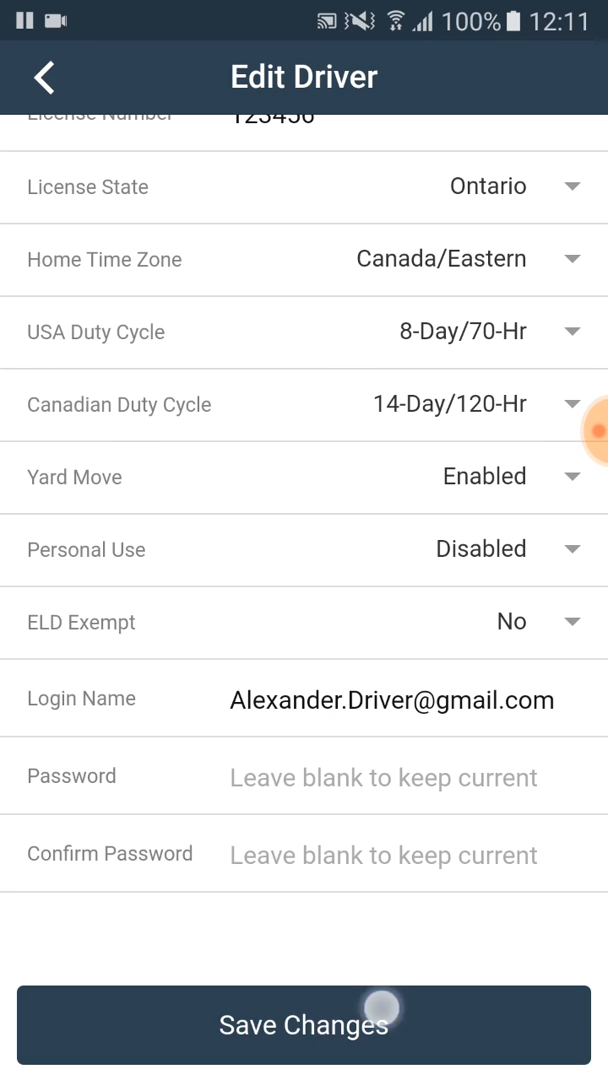 100% 12:11
Edit Driver
License Number 123456
License State Ontario
Home Time Zone Canada/Eastern
USA Duty Cycle 8-Day/70-Hr
Canadian Duty Cycle 14-Day/120-Hr
Yard Move Enabled
Personal Use Disabled
ELD Exempt No
Login Name Alexander.Driver@gmail.com
Password Leave blank to keep current
Confirm Password Leave blank to keep current
Save Changes